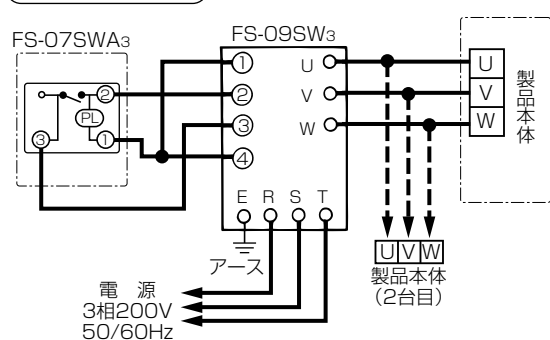 FS-07SWA3
FS-09SW3
②
PL
③
①
①
②
③
④
U
V
W
E R S T
アース
U
V
W
製品本体
U V W
製品本体
(2台目)
電 源
3相200V
50/60Hz